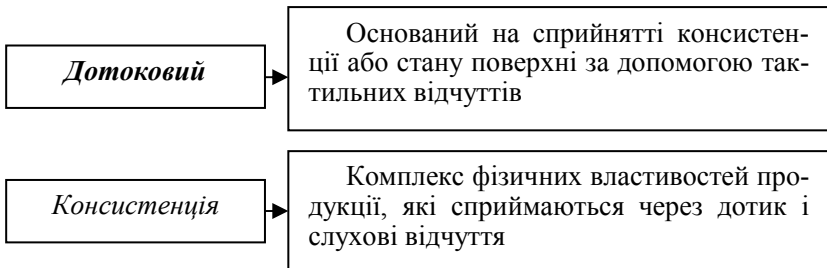 Дотоковий
Оснований на сприйнятті консистен-
ції або стану поверхні за допомогою так-
тильних відчуттів
Консистенція
Комплекс фізичних властивостей про-
дукції, які сприймаються через дотик і
слухові відчуття